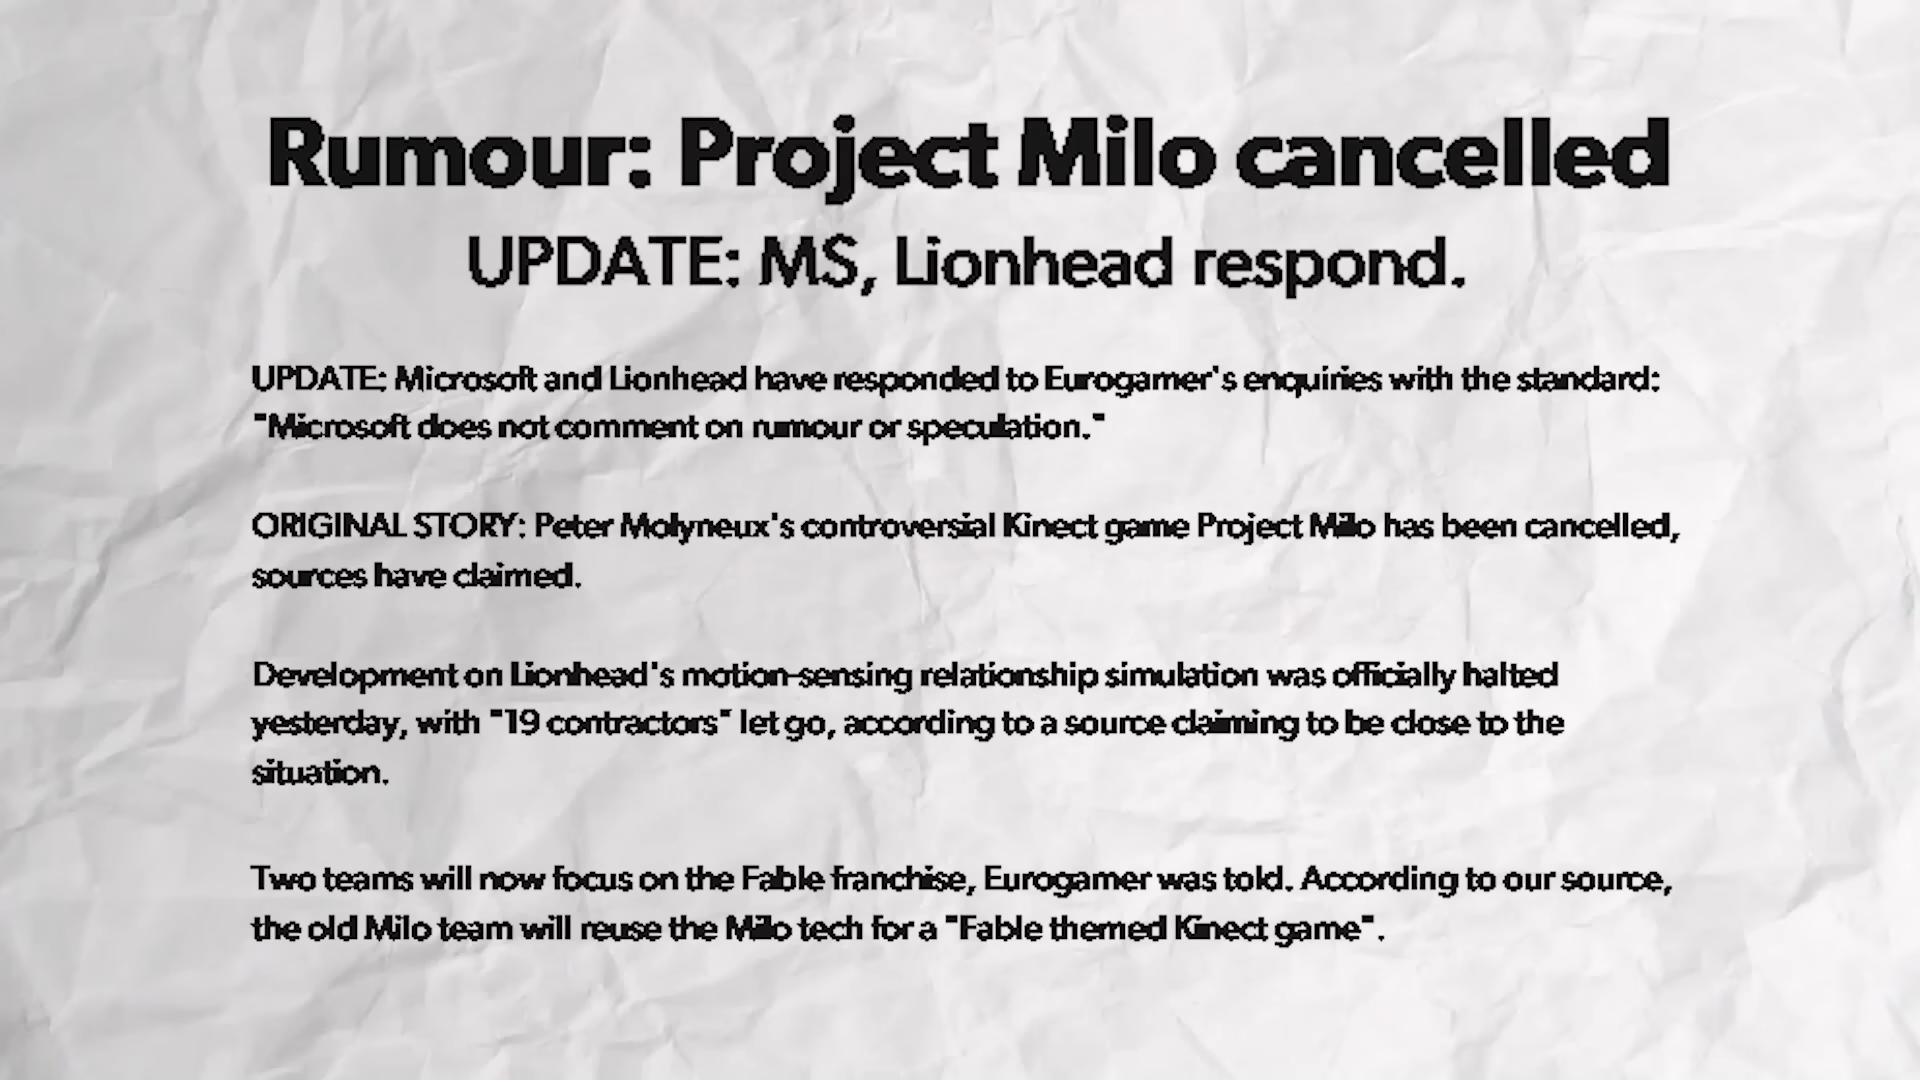 Rumour: Project Milo cancelled
UPDATE: MS, Lionhead respond.
UPDATE: Microsoft and Lionhead have responded to Eurogamer's enquiries with the standard:
"Microsoft does not comment on rumour or speculation."
ORIGINAL STORY: Peter Molyneux's controversial Kinect game Project Milo has been cancelled,
sources have claimed.
Development on Lionhead's motion-sensing relationship simulation was officially halted
yesterday, with "19 contractors" let go, according to a source claiming to be close to the
situation.
Two teams will now focus on the Fable franchise, Eurogamer was told. According to our source,
the old Milo team will reuse the Milo tech for a "Fable themed Kinect game".